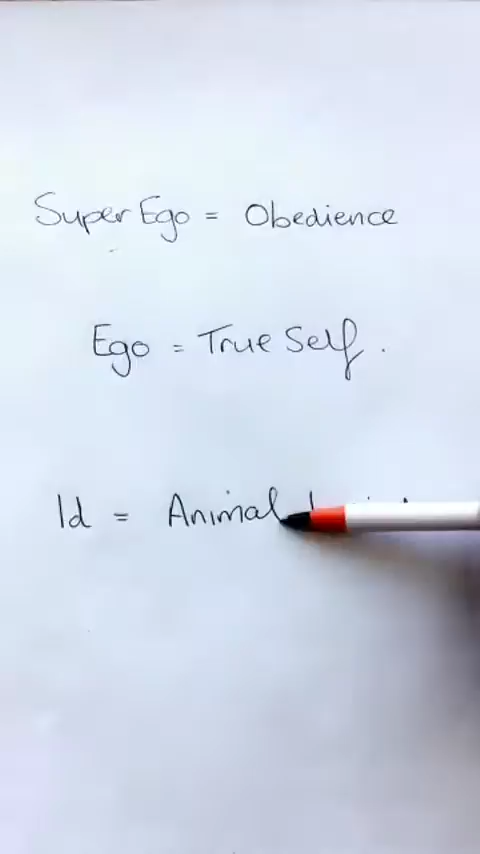 Super Ego = Obedience
Ego = True Self.
Id = Animal